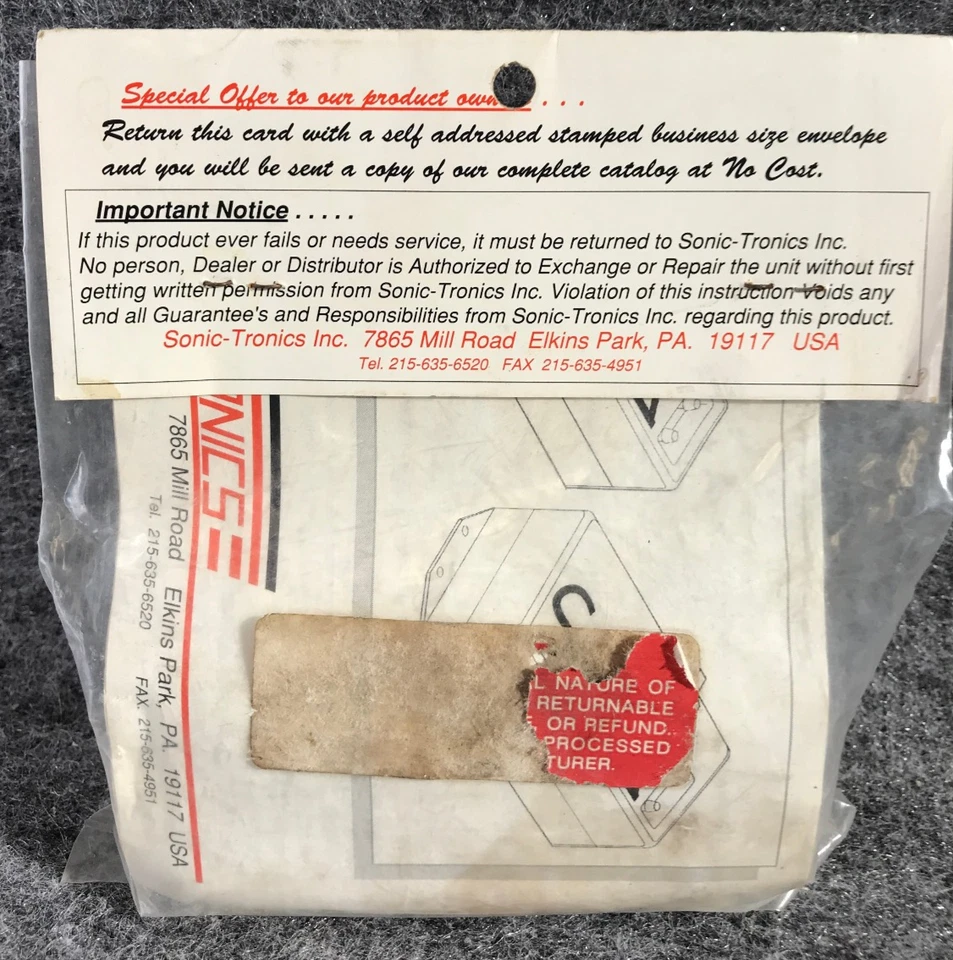 Special Offer to our product own . . .
Return this card with a self addressed stamped business size envelope
and you will be sent a copy of our complete catalog at No Cost.
Important Notice . . . . .
If this product ever fails or needs service, it must be returned to Sonic-Tronics Inc.
No person, Dealer or Distributor is Authorized to Exchange or Repair the unit without first
getting written permission from Sonic-Tronics Inc. Violation of this instruction voids any
and all Guarantee's and Responsibilities from Sonic-Tronics Inc. regarding this product.
Sonic-Tronics Inc. 7865 Mill Road Elkins Park, PA. 19117 USA
Tel. 215-635-6520 FAX 215-635-4951
NICS
7865 Mill Road Elkins Park, PA. 19117 USA
Tel. 215-635-6520 FAX. 215-635-4951
L NATURE OF
RETURNABLE
OR REFUND.
PROCESSED
TURER.